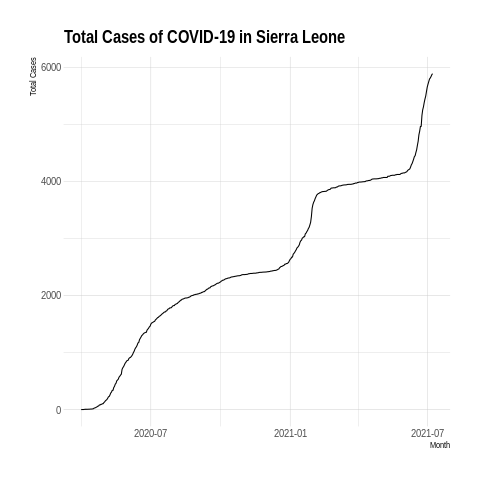 Total Cases of COVID-19 in Sierra Leone
Total Cases
6000
4000
2000
0
2020-07
2021-01
2021-07
Month